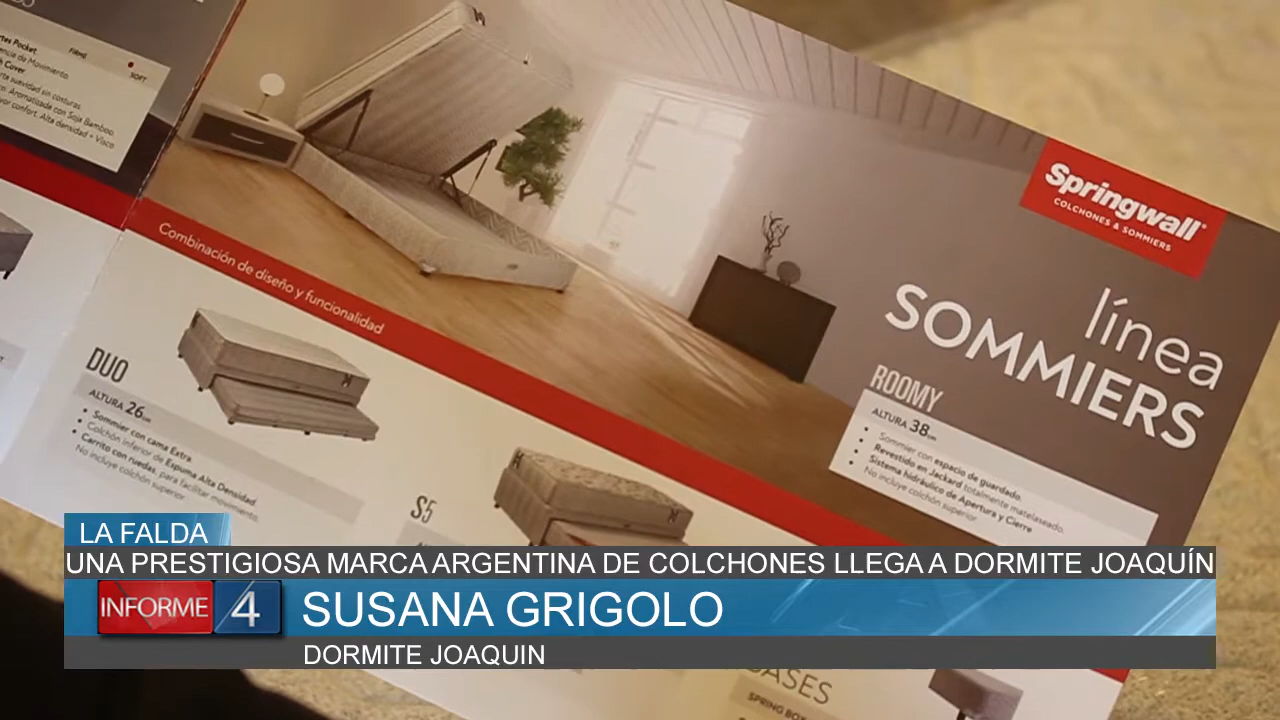 Pocket
FIRME
SOFT
Springwall
COLCHONES & SOMMIERS
línea
SOMMIERS
ROOMY
ALTURA 38cm
• Sommier con espacio de guardado.
• Revestido en Jackard totalmente matelaseado.
• Sistema hidráulico de Apertura y Cierre
No incluye colchón superior.
Combinación de diseño y funcionalidad
DUO
ALTURA 26cm
• Sommier con cama Extra.
• Colchón inferior de Espuma Alta Densidad.
• Carrito con ruedas, para facilitar movimiento.
No incluye colchón superior.
S5
LA FALDA
UNA PRESTIGIOSA MARCA ARGENTINA DE COLCHONES LLEGA A DORMITE JOAQUÍN
INFORME 4
SUSANA GRIGOLO
DORMITE JOAQUIN
BASES
SPRING BOX